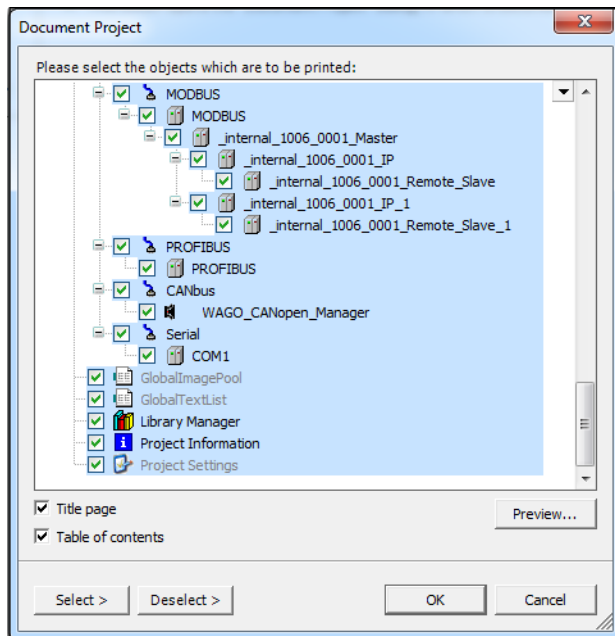 Document Project
Please select the objects which are to be printed:
MODBUS
MODBUS
_internal_1006_0001_Master
_internal_1006_0001_IP
_internal_1006_0001_Remote_Slave
_internal_1006_0001_IP_1
_internal_1006_0001_Remote_Slave_1
PROFIBUS
PROFIBUS
CANbus
WAGO_CANopen_Manager
Serial
COM1
GlobalImagePool
GlobalTextList
Library Manager
Project Information
Project Settings
Title page
Preview...
Table of contents
Select > Deselect > OK Cancel